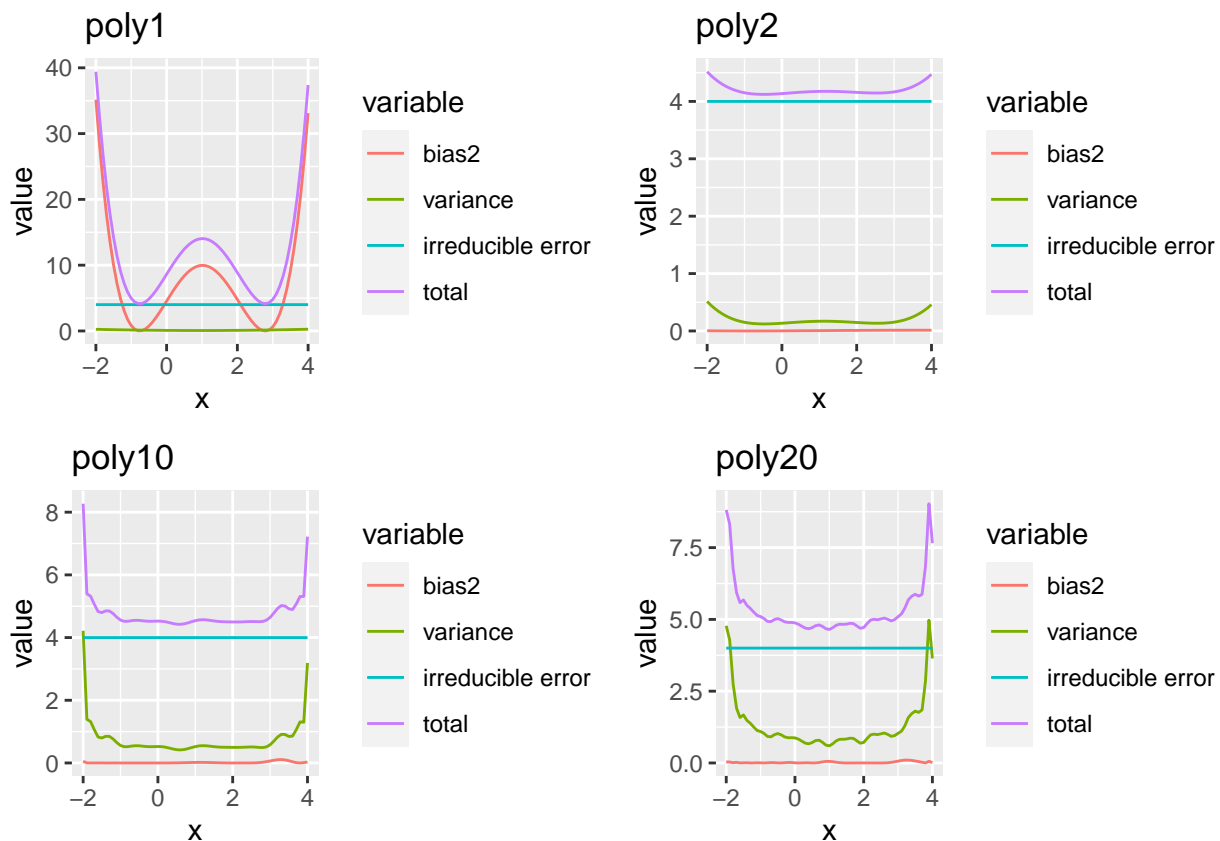 poly1
value
40
30
20
10
0
−2 0 2 4
x
variable
bias2
variance
irreducible error
total
poly2
value
4
3
2
1
0
−2 0 2 4
x
variable
bias2
variance
irreducible error
total
poly10
value
8
6
4
2
0
−2 0 2 4
x
variable
bias2
variance
irreducible error
total
poly20
value
7.5
5.0
2.5
0.0
−2 0 2 4
x
variable
bias2
variance
irreducible error
total